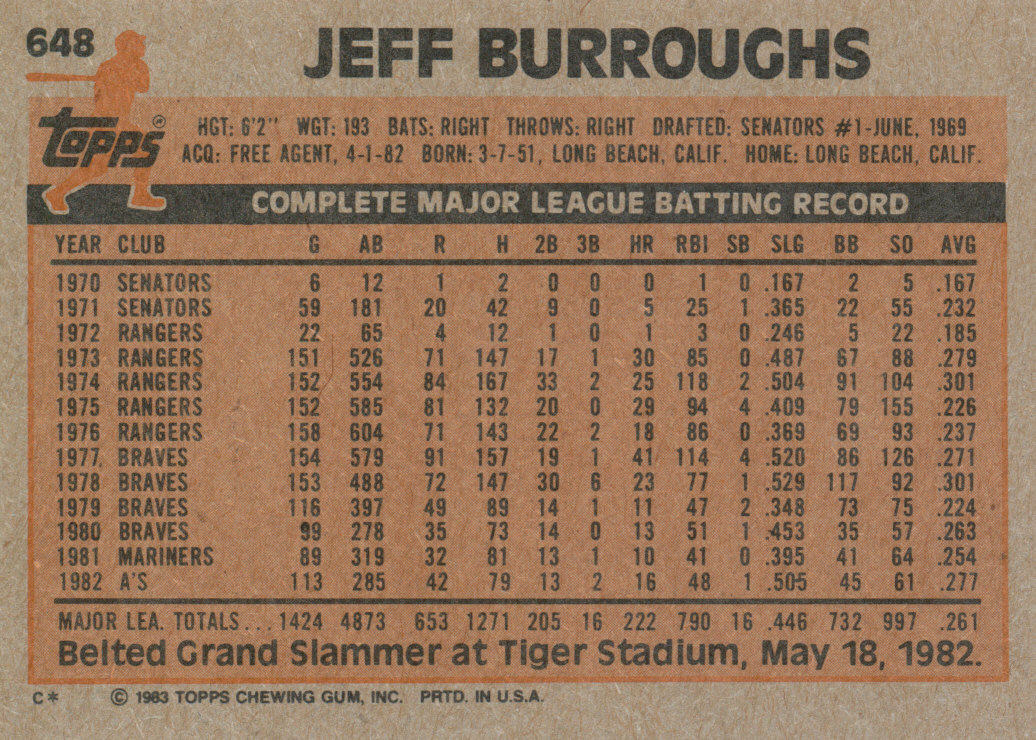 648
JEFF BURROUGHS
TOPPS®
HGT: 6'2" WGT: 193 BATS: RIGHT THROWS: RIGHT DRAFTED: SENATORS #1-JUNE, 1969
ACQ: FREE AGENT, 4-1-82 BORN: 3-7-51, LONG BEACH, CALIF. HOME: LONG BEACH, CALIF.
COMPLETE MAJOR LEAGUE BATTING RECORD
YEAR CLUB G AB R H 2B 3B HR RBI SB SLG BB SO AVG
1970 SENATORS 6 12 1 2 0 0 0 1 0 .167 2 5 .167
1971 SENATORS 59 181 20 42 9 0 5 25 1 .365 22 55 .232
1972 RANGERS 22 65 4 12 1 0 1 3 0 .246 5 22 .185
1973 RANGERS 151 526 71 147 17 1 30 85 0 .487 67 88 .279
1974 RANGERS 152 554 84 167 33 2 25 118 2 .504 91 104 .301
1975 RANGERS 152 585 81 132 20 0 29 94 4 .409 79 155 .226
1976 RANGERS 158 604 71 143 22 2 18 86 0 .369 69 93 .237
1977 BRAVES 154 579 91 157 19 1 41 114 4 .520 86 126 .271
1978 BRAVES 153 488 72 147 30 6 23 77 1 .529 117 92 .301
1979 BRAVES 116 397 49 89 14 1 11 47 2 .348 73 75 .224
1980 BRAVES 99 278 35 73 14 0 13 51 1 .453 35 57 .263
1981 MARINERS 89 319 32 81 13 1 10 41 0 .395 41 64 .254
1982 A'S 113 285 42 79 13 2 16 48 1 .505 45 61 .277
MAJOR LEA. TOTALS... 1424 4873 653 1271 205 16 222 790 16 .446 732 997 .261
Belted Grand Slammer at Tiger Stadium, May 18, 1982.
C* © 1983 TOPPS CHEWING GUM, INC. PRTD. IN U.S.A.